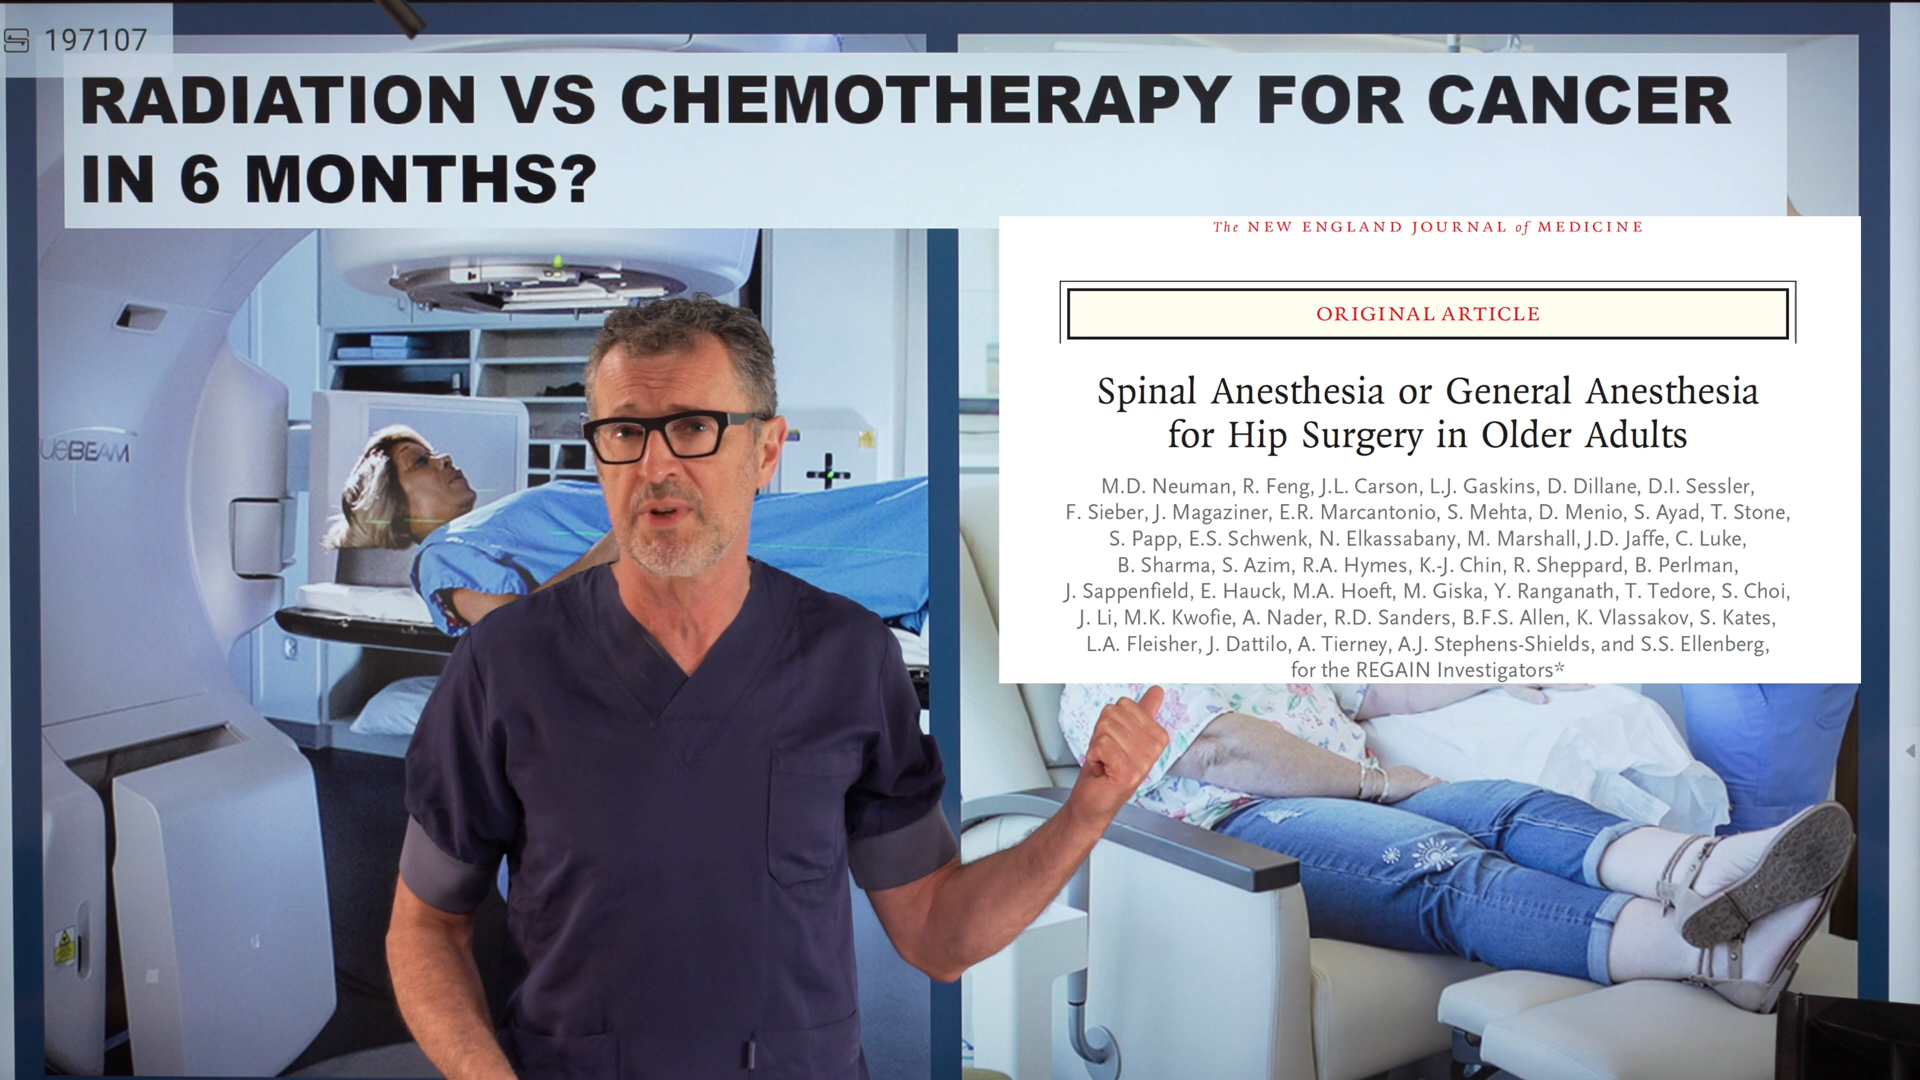 197107
RADIATION VS CHEMOTHERAPY FOR CANCER
IN 6 MONTHS?
The NEW ENGLAND JOURNAL of MEDICINE
ORIGINAL ARTICLE
Spinal Anesthesia or General Anesthesia
for Hip Surgery in Older Adults
M.D. Neuman, R. Feng, J.L. Carson, L.J. Gaskins, D. Dillane, D.I. Sessler,
F. Sieber, J. Magaziner, E.R. Marcantonio, S. Mehta, D. Menio, S. Ayad, T. Stone,
S. Papp, E.S. Schwenk, N. Elkassabany, M. Marshall, J.D. Jaffe, C. Luke,
B. Sharma, S. Azim, R.A. Hymes, K.-J. Chin, R. Sheppard, B. Perlman,
J. Sappenfield, E. Hauck, M.A. Hoeft, M. Giska, Y. Ranganath, T. Tedore, S. Choi,
J. Li, M.K. Kwofie, A. Nader, R.D. Sanders, B.F.S. Allen, K. Vlassakov, S. Kates,
L.A. Fleisher, J. Dattilo, A. Tierney, A.J. Stephens-Shields, and S.S. Ellenberg,
for the REGAIN Investigators*
UEBEAM